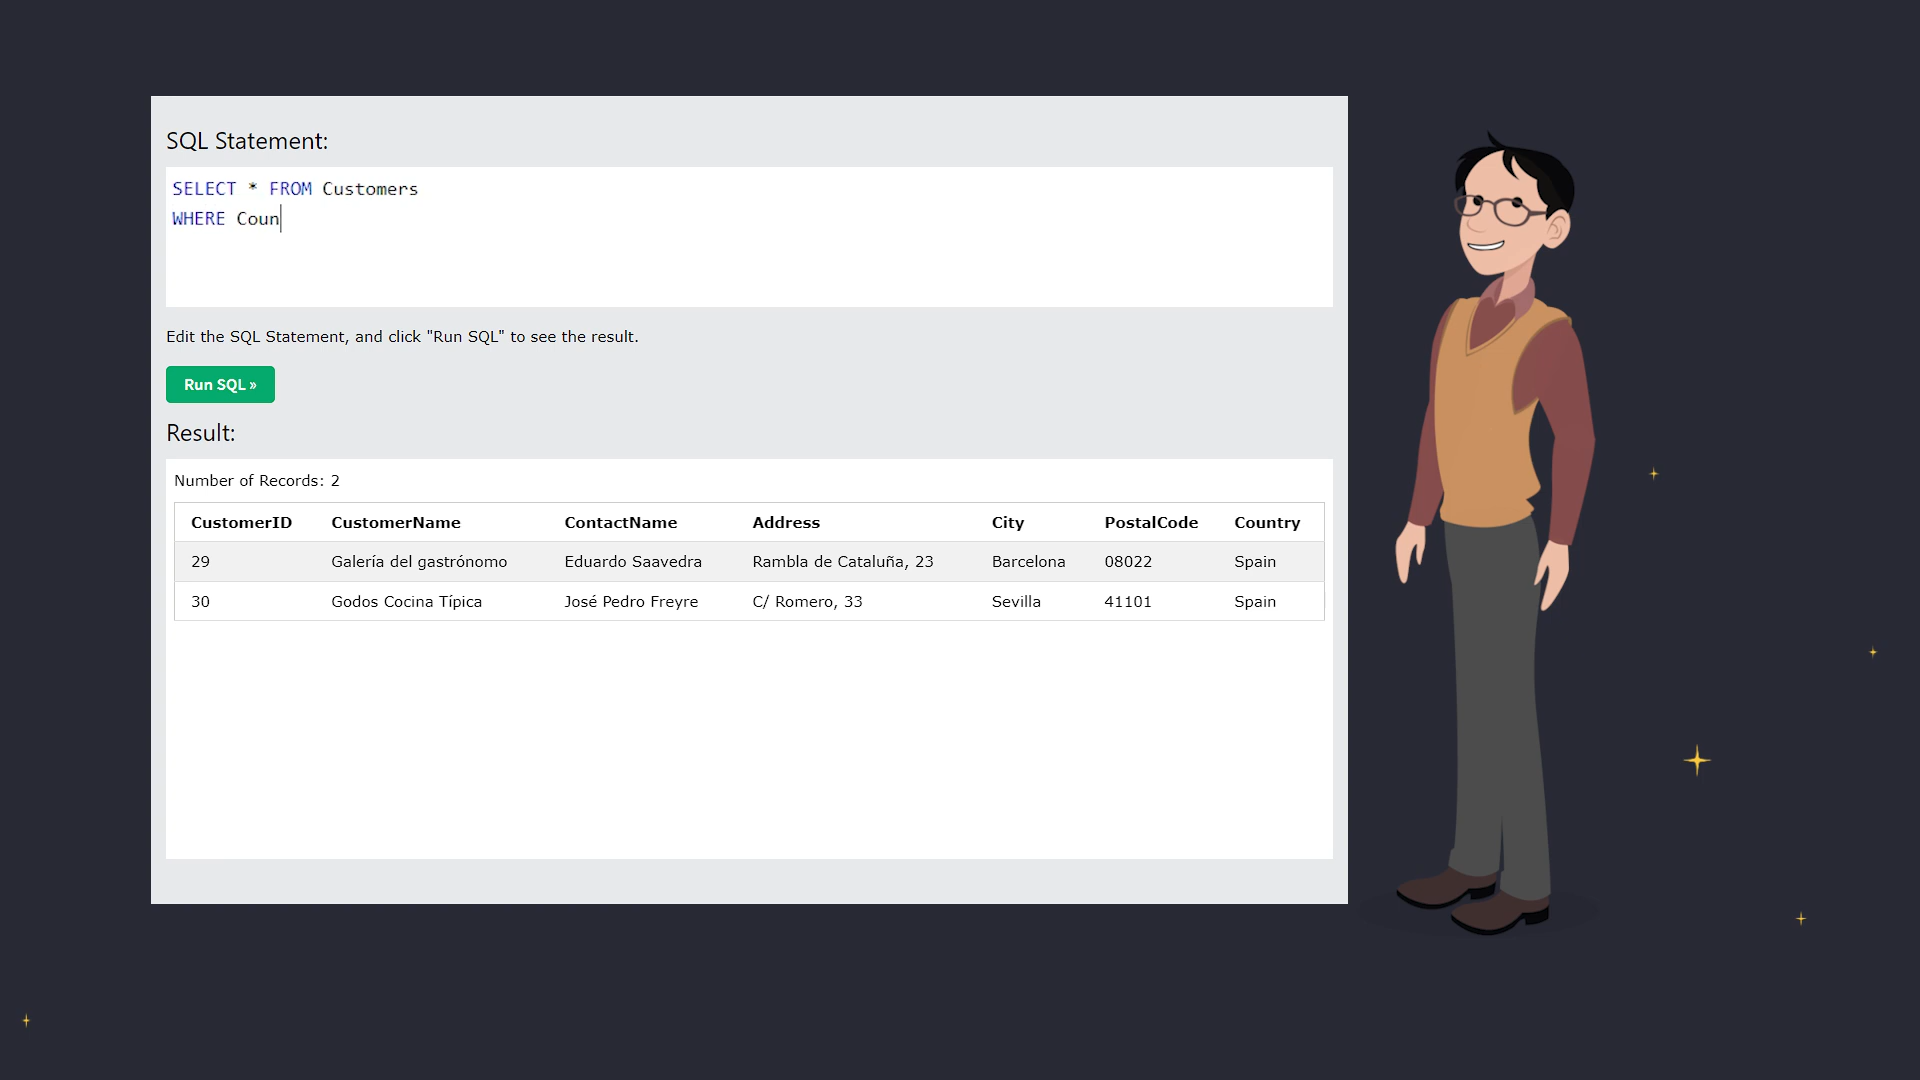 SQL Statement:
SELECT * FROM Customers
WHERE Coun
Edit the SQL Statement, and click "Run SQL" to see the result.
Run SQL »
Result:
Number of Records: 2
CustomerID CustomerName ContactName Address City PostalCode Country
29 Galería del gastrónomo Eduardo Saavedra Rambla de Cataluña, 23 Barcelona 08022 Spain
30 Godos Cocina Típica José Pedro Freyre C/ Romero, 33 Sevilla 41101 Spain